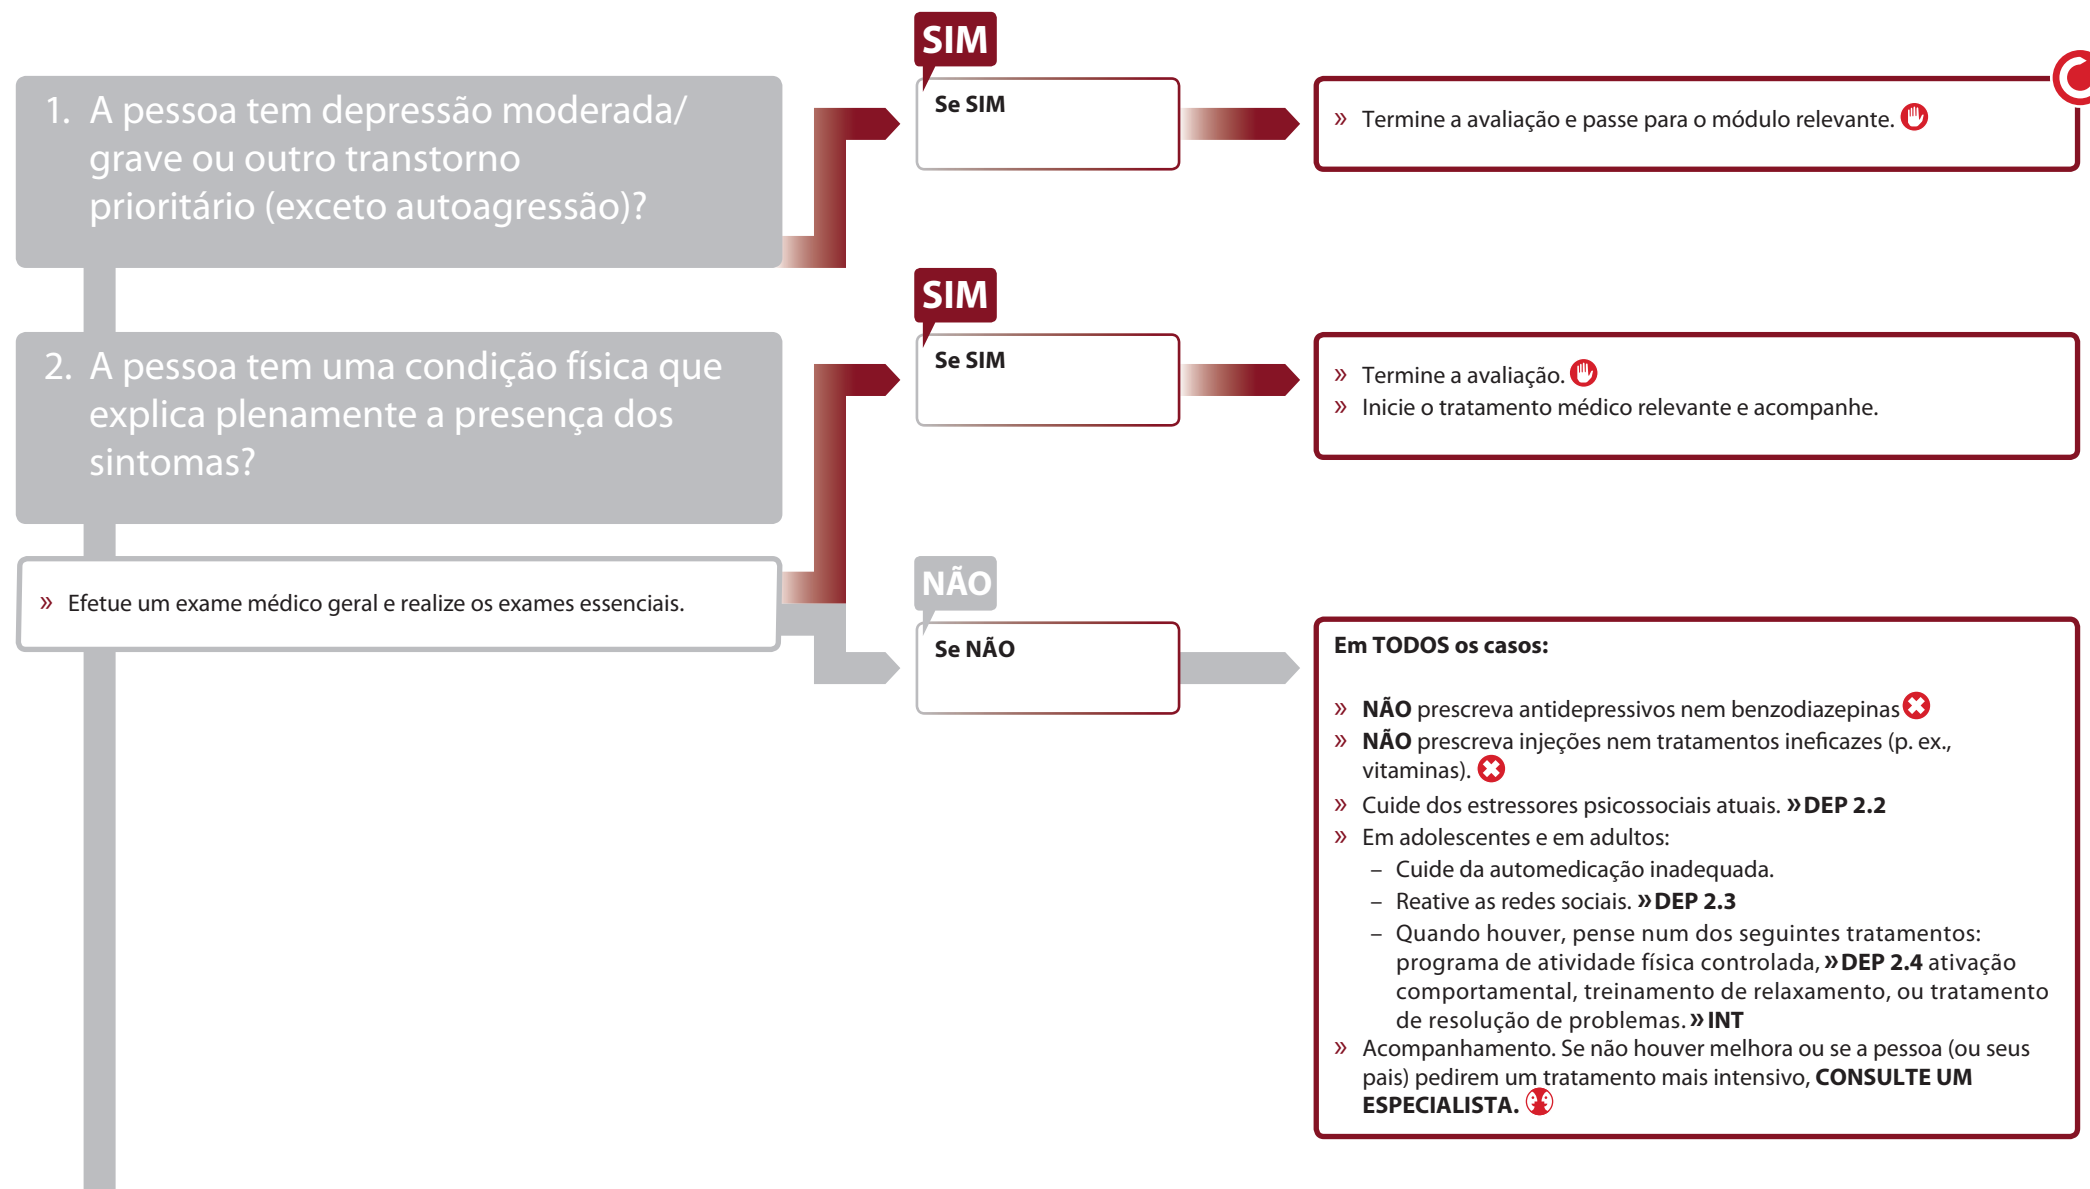 1. A pessoa tem depressão moderada/
grave ou outro transtorno
prioritário (exceto autoagressão)?
SIM
Se SIM
» Termine a avaliação e passe para o módulo relevante.
2. A pessoa tem uma condição física que
explica plenamente a presença dos
sintomas?
» Efetue um exame médico geral e realize os exames essenciais.
SIM
Se SIM
» Termine a avaliação.
» Inicie o tratamento médico relevante e acompanhe.
NÃO
Se NÃO
Em TODOS os casos:
» NÃO prescreva antidepressivos nem benzodiazepinas
» NÃO prescreva injeções nem tratamentos ineficazes (p. ex.,
vitaminas).
» Cuide dos estressores psicossociais atuais. » DEP 2.2
» Em adolescentes e em adultos:
– Cuide da automedicação inadequada.
– Reative as redes sociais. » DEP 2.3
– Quando houver, pense num dos seguintes tratamentos:
programa de atividade física controlada, » DEP 2.4 ativação
comportamental, treinamento de relaxamento, ou tratamento
de resolução de problemas. » INT
» Acompanhamento. Se não houver melhora ou se a pessoa (ou seus
pais) pedirem um tratamento mais intensivo, CONSULTE UM
ESPECIALISTA.